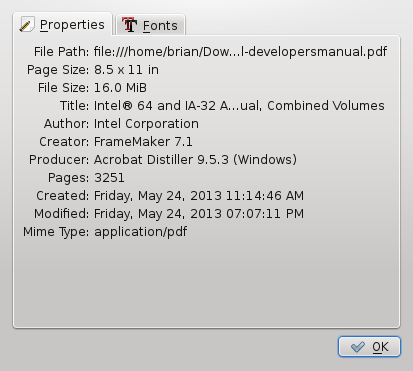 Properties
Fonts
File Path: file:///home/brian/Dow...l-developersmanual.pdf
Page Size: 8.5 x 11 in
File Size: 16.0 MiB
Title: Intel® 64 and IA-32 A...ual, Combined Volumes
Author: Intel Corporation
Creator: FrameMaker 7.1
Producer: Acrobat Distiller 9.5.3 (Windows)
Pages: 3251
Created: Friday, May 24, 2013 11:14:46 AM
Modified: Friday, May 24, 2013 07:07:11 PM
Mime Type: application/pdf
OK